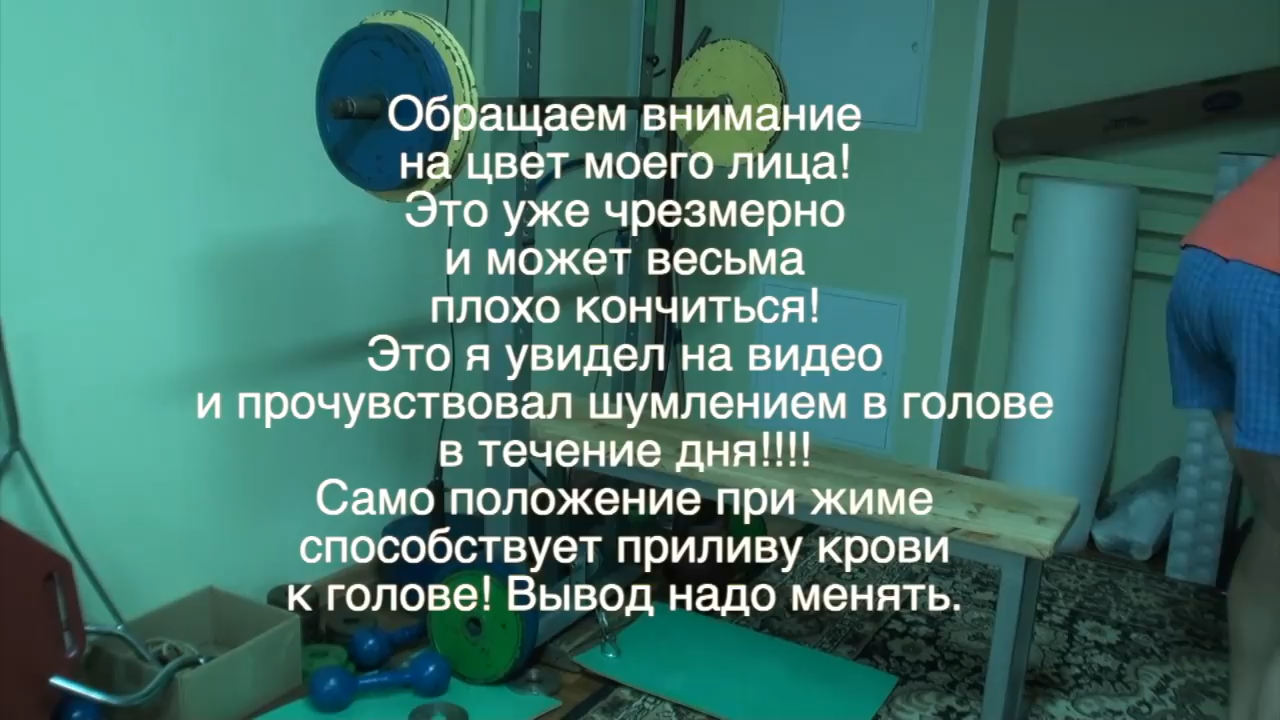 Обращаем внимание
на цвет моего лица!
Это уже чрезмерно
и может весьма
плохо кончиться!
Это я увидел на видео
и прочувствовал шумлением в голове
в течение дня!!!!
Само положение при жиме
способствует приливу крови
к голове! Вывод надо менять.